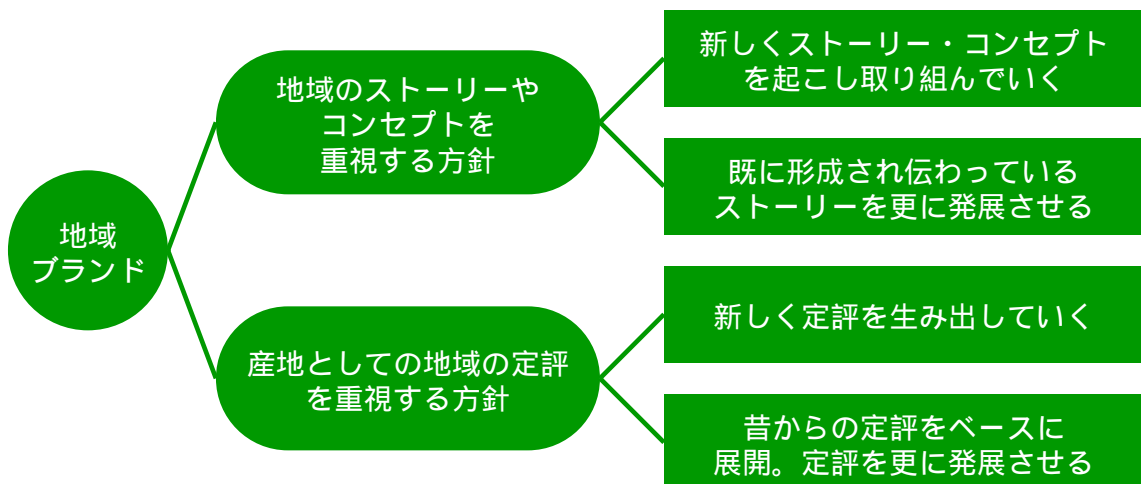 地域
ブランド
地域のストーリーや
コンセプトを
重視する方針
新しくストーリー・コンセプト
を起こし取り組んでいく
既に形成され伝わっている
ストーリーを更に発展させる
産地としての地域の定評
を重視する方針
新しく定評を生み出していく
昔からの定評をベースに
展開。定評を更に発展させる